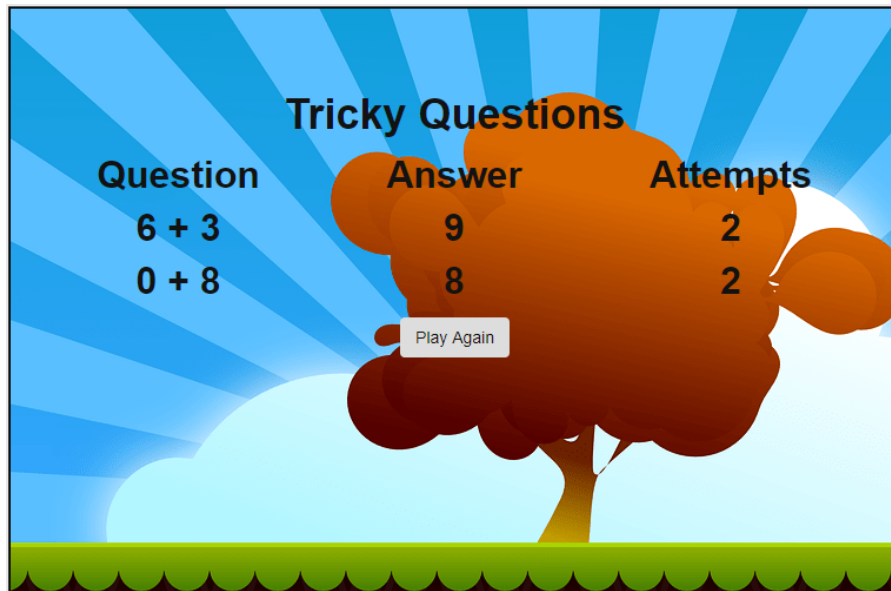 Tricky Questions
Question Answer Attempts
6 + 3 9 2
0 + 8 8 2
Play Again